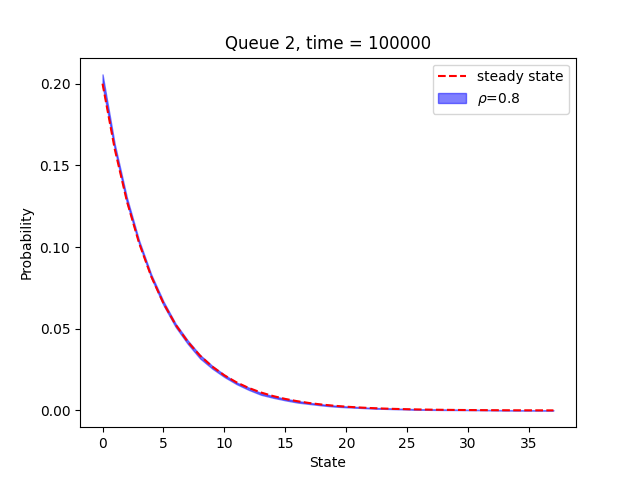 Queue 2, time = 100000
steady state
ρ=0.8
Probability
0.20
0.15
0.10
0.05
0.00
0 5 10 15 20 25 30 35
State